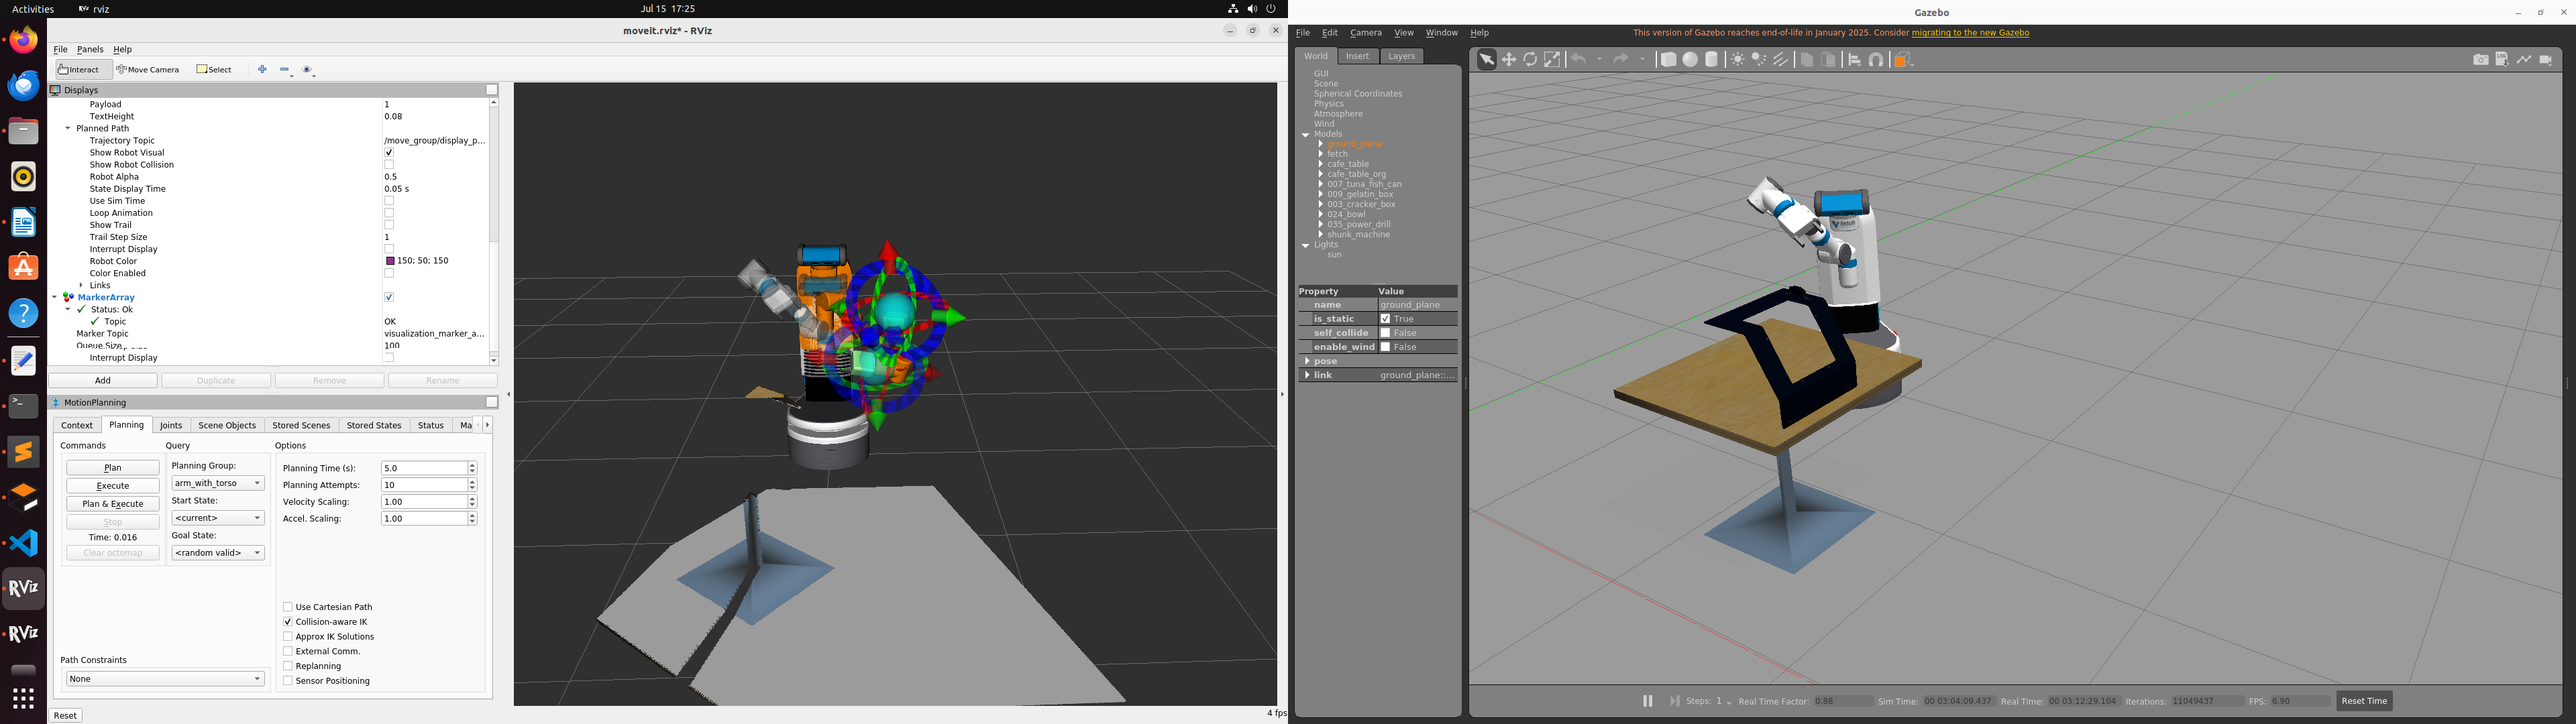 Activities
rviz
Jul 15 17:25
moveit.rviz* - RViz
File Panels Help
Interact Move Camera Select
Displays
Payload 1
TextHeight 0.08
Planned Path
Trajectory Topic /move_group/display_p...
Show Robot Visual
Show Robot Collision
Robot Alpha 0.5
State Display Time 0.05 s
Use Sim Time
Loop Animation
Show Trail
Trail Step Size 1
Interrupt Display
Robot Color 150; 50; 150
Color Enabled
Links
MarkerArray
Status: Ok
Topic OK
Marker Topic visualization_marker_a...
Queue Size 100
Interrupt Display
Add Duplicate Remove Rename
MotionPlanning
Context Planning Joints Scene Objects Stored Scenes Stored States Status Ma
Commands Query Options
Plan
Execute
Plan & Execute
Stop
Time: 0.016
Clear octomap
Planning Group:
arm_with_torso
Start State:
<current>
Goal State:
<random valid>
Planning Time (s): 5.0
Planning Attempts: 10
Velocity Scaling: 1.00
Accel. Scaling: 1.00
Use Cartesian Path
Collision-aware IK
Approx IK Solutions
External Comm.
Replanning
Sensor Positioning
Path Constraints
None
Reset
4 fps
RViz
RViz
Gazebo
File Edit Camera View Window Help
This version of Gazebo reaches end-of-life in January 2025. Consider migrating to the new Gazebo
World Insert Layers
GUI
Scene
Spherical Coordinates
Physics
Atmosphere
Wind
Models
ground_plane
fetch
cafe_table
cafe_table_org
007_tuna_fish_can
009_gelatin_box
003_cracker_box
024_bowl
035_power_drill
shunk_machine
Lights
sun
Property Value
name ground_plane
is_static True
self_collide False
enable_wind False
pose
link ground_plane::...
fetch
Steps: 1 Real Time Factor: 0.88 Sim Time: 00 03:04:09.437 Real Time: 00 03:12:29.104 Iterations: 11049437 FPS: 6.90 Reset Time